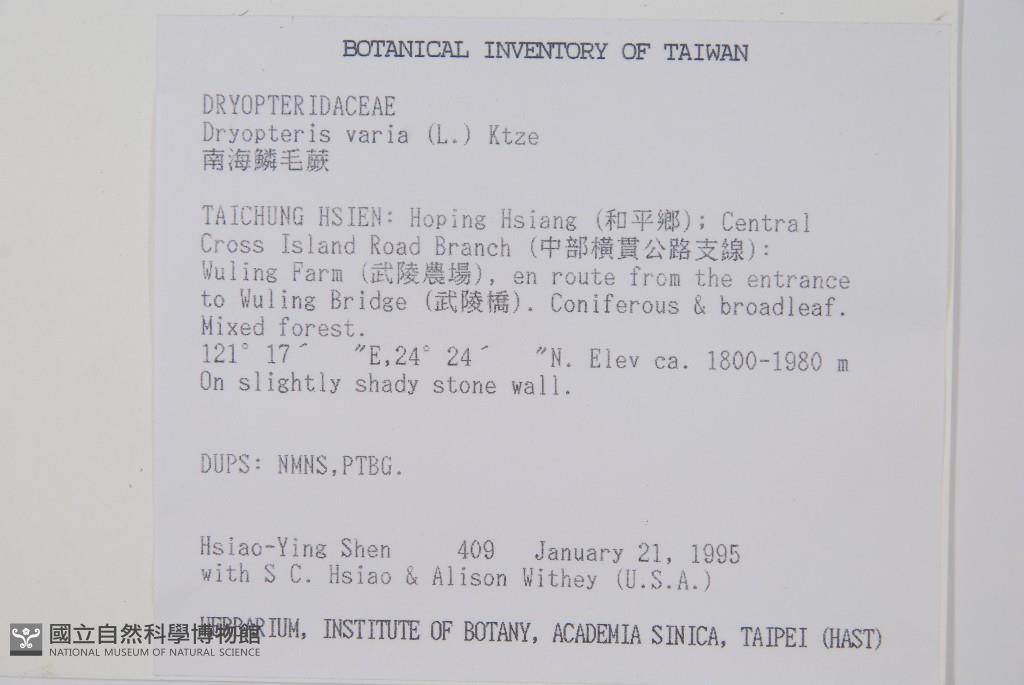 BOTANICAL INVENTORY OF TAIWAN
DRYOPTERIDACEAE
Dryopteris varia (L.) Ktze
南海鱗毛蕨
TAICHUNG HSIEN: Hoping Hsiang (和平鄉); Central
Cross Island Road Branch (中部橫貫公路支線):
Wuling Farm (武陵農場), en route from the entrance
to Wuling Bridge (武陵橋). Coniferous & broadleaf.
Mixed forest.
121° 17´ ˝E,24° 24´ ˝N. Elev ca. 1800-1980 m
On slightly shady stone wall.
DUPS: NMNS,PTBG.
Hsiao-Ying Shen 409 January 21, 1995
with S C. Hsiao & Alison Withey (U.S.A.)
HERBARIUM, INSTITUTE OF BOTANY, ACADEMIA SINICA, TAIPEI (HAST)
國立自然科學博物館
NATIONAL MUSEUM OF NATURAL SCIENCE